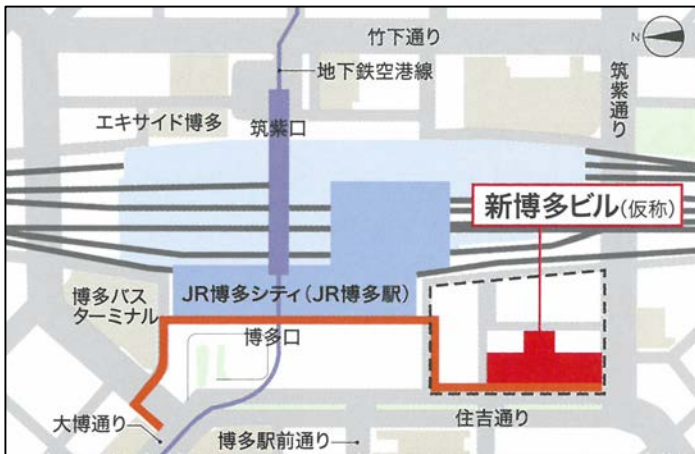 竹下通り
N
地下鉄空港線
筑紫通り
エキサイド博多
筑紫口
新博多ビル(仮称)
博多バス
ターミナル
JR博多シティ(JR博多駅)
博多口
大博通り
博多駅前通り
住吉通り